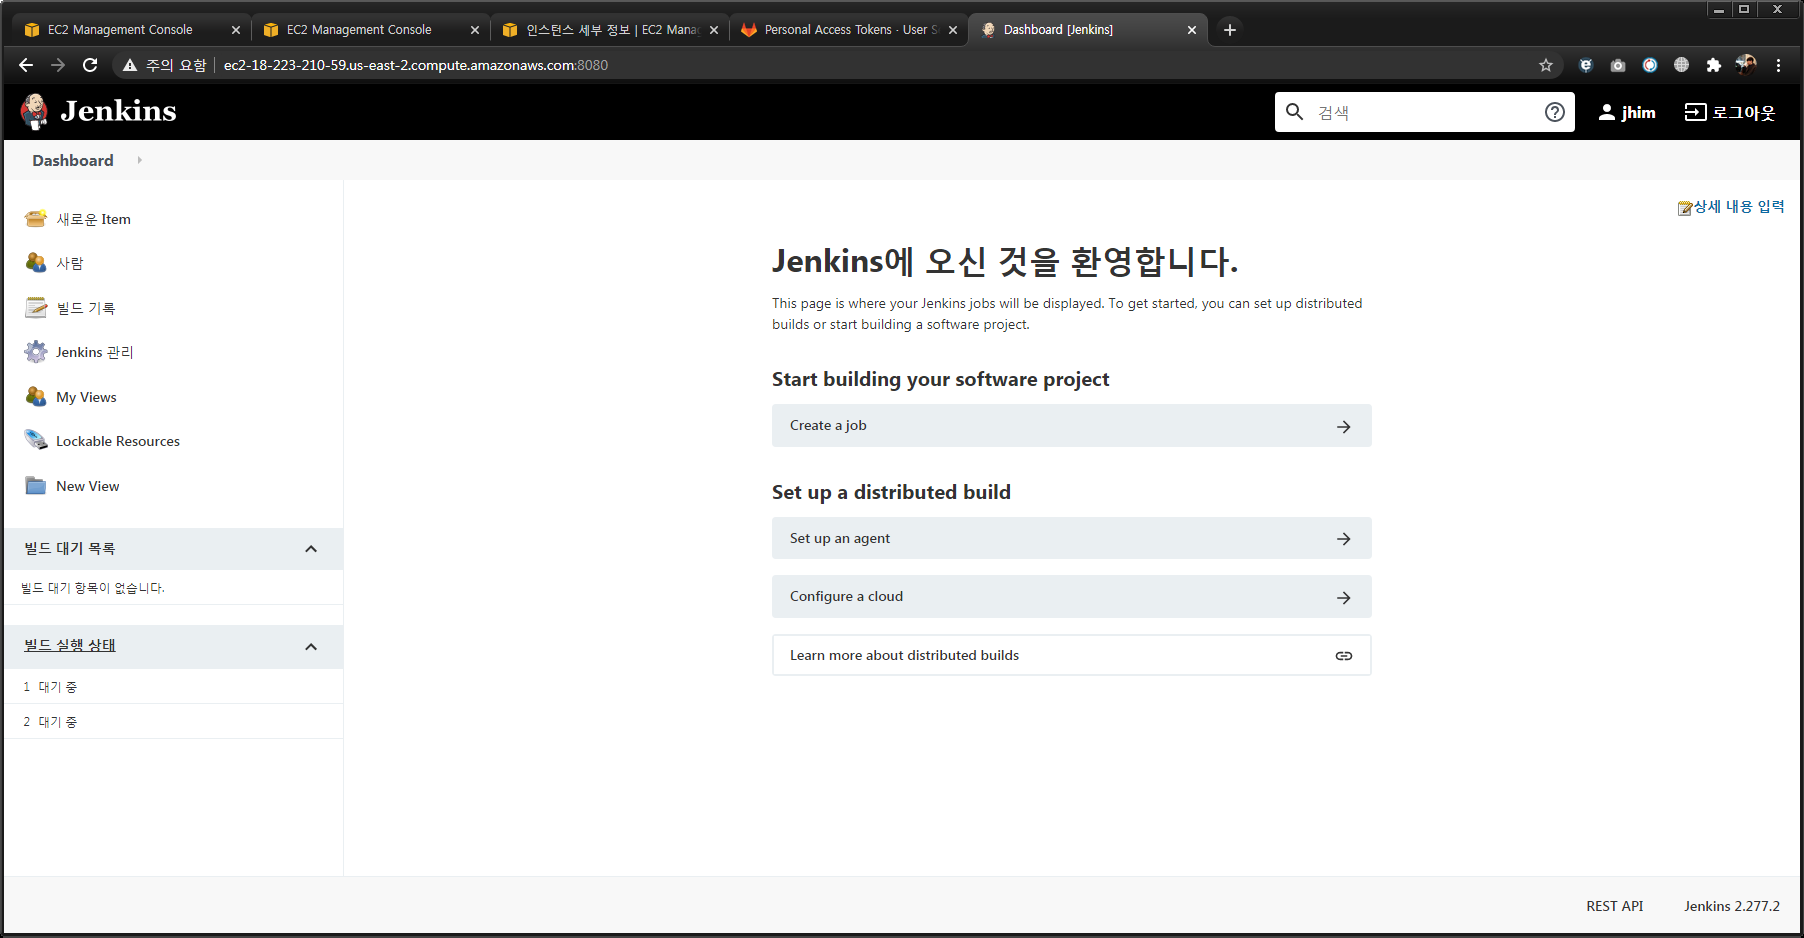 EC2 Management Console
EC2 Management Console
인스턴스 세부 정보 | EC2 Mana
Personal Access Tokens · User S
Dashboard [Jenkins]
주의 요함
ec2-18-223-210-59.us-east-2.compute.amazonaws.com:8080
Jenkins
검색
jhim
로그아웃
Dashboard
상세 내용 입력
새로운 Item
사람
빌드 기록
Jenkins 관리
My Views
Lockable Resources
New View
빌드 대기 목록
빌드 대기 항목이 없습니다.
빌드 실행 상태
1 대기 중
2 대기 중
Jenkins에 오신 것을 환영합니다.
This page is where your Jenkins jobs will be displayed. To get started, you can set up distributed
builds or start building a software project.
Start building your software project
Create a job
Set up a distributed build
Set up an agent
Configure a cloud
Learn more about distributed builds
REST API
Jenkins 2.277.2